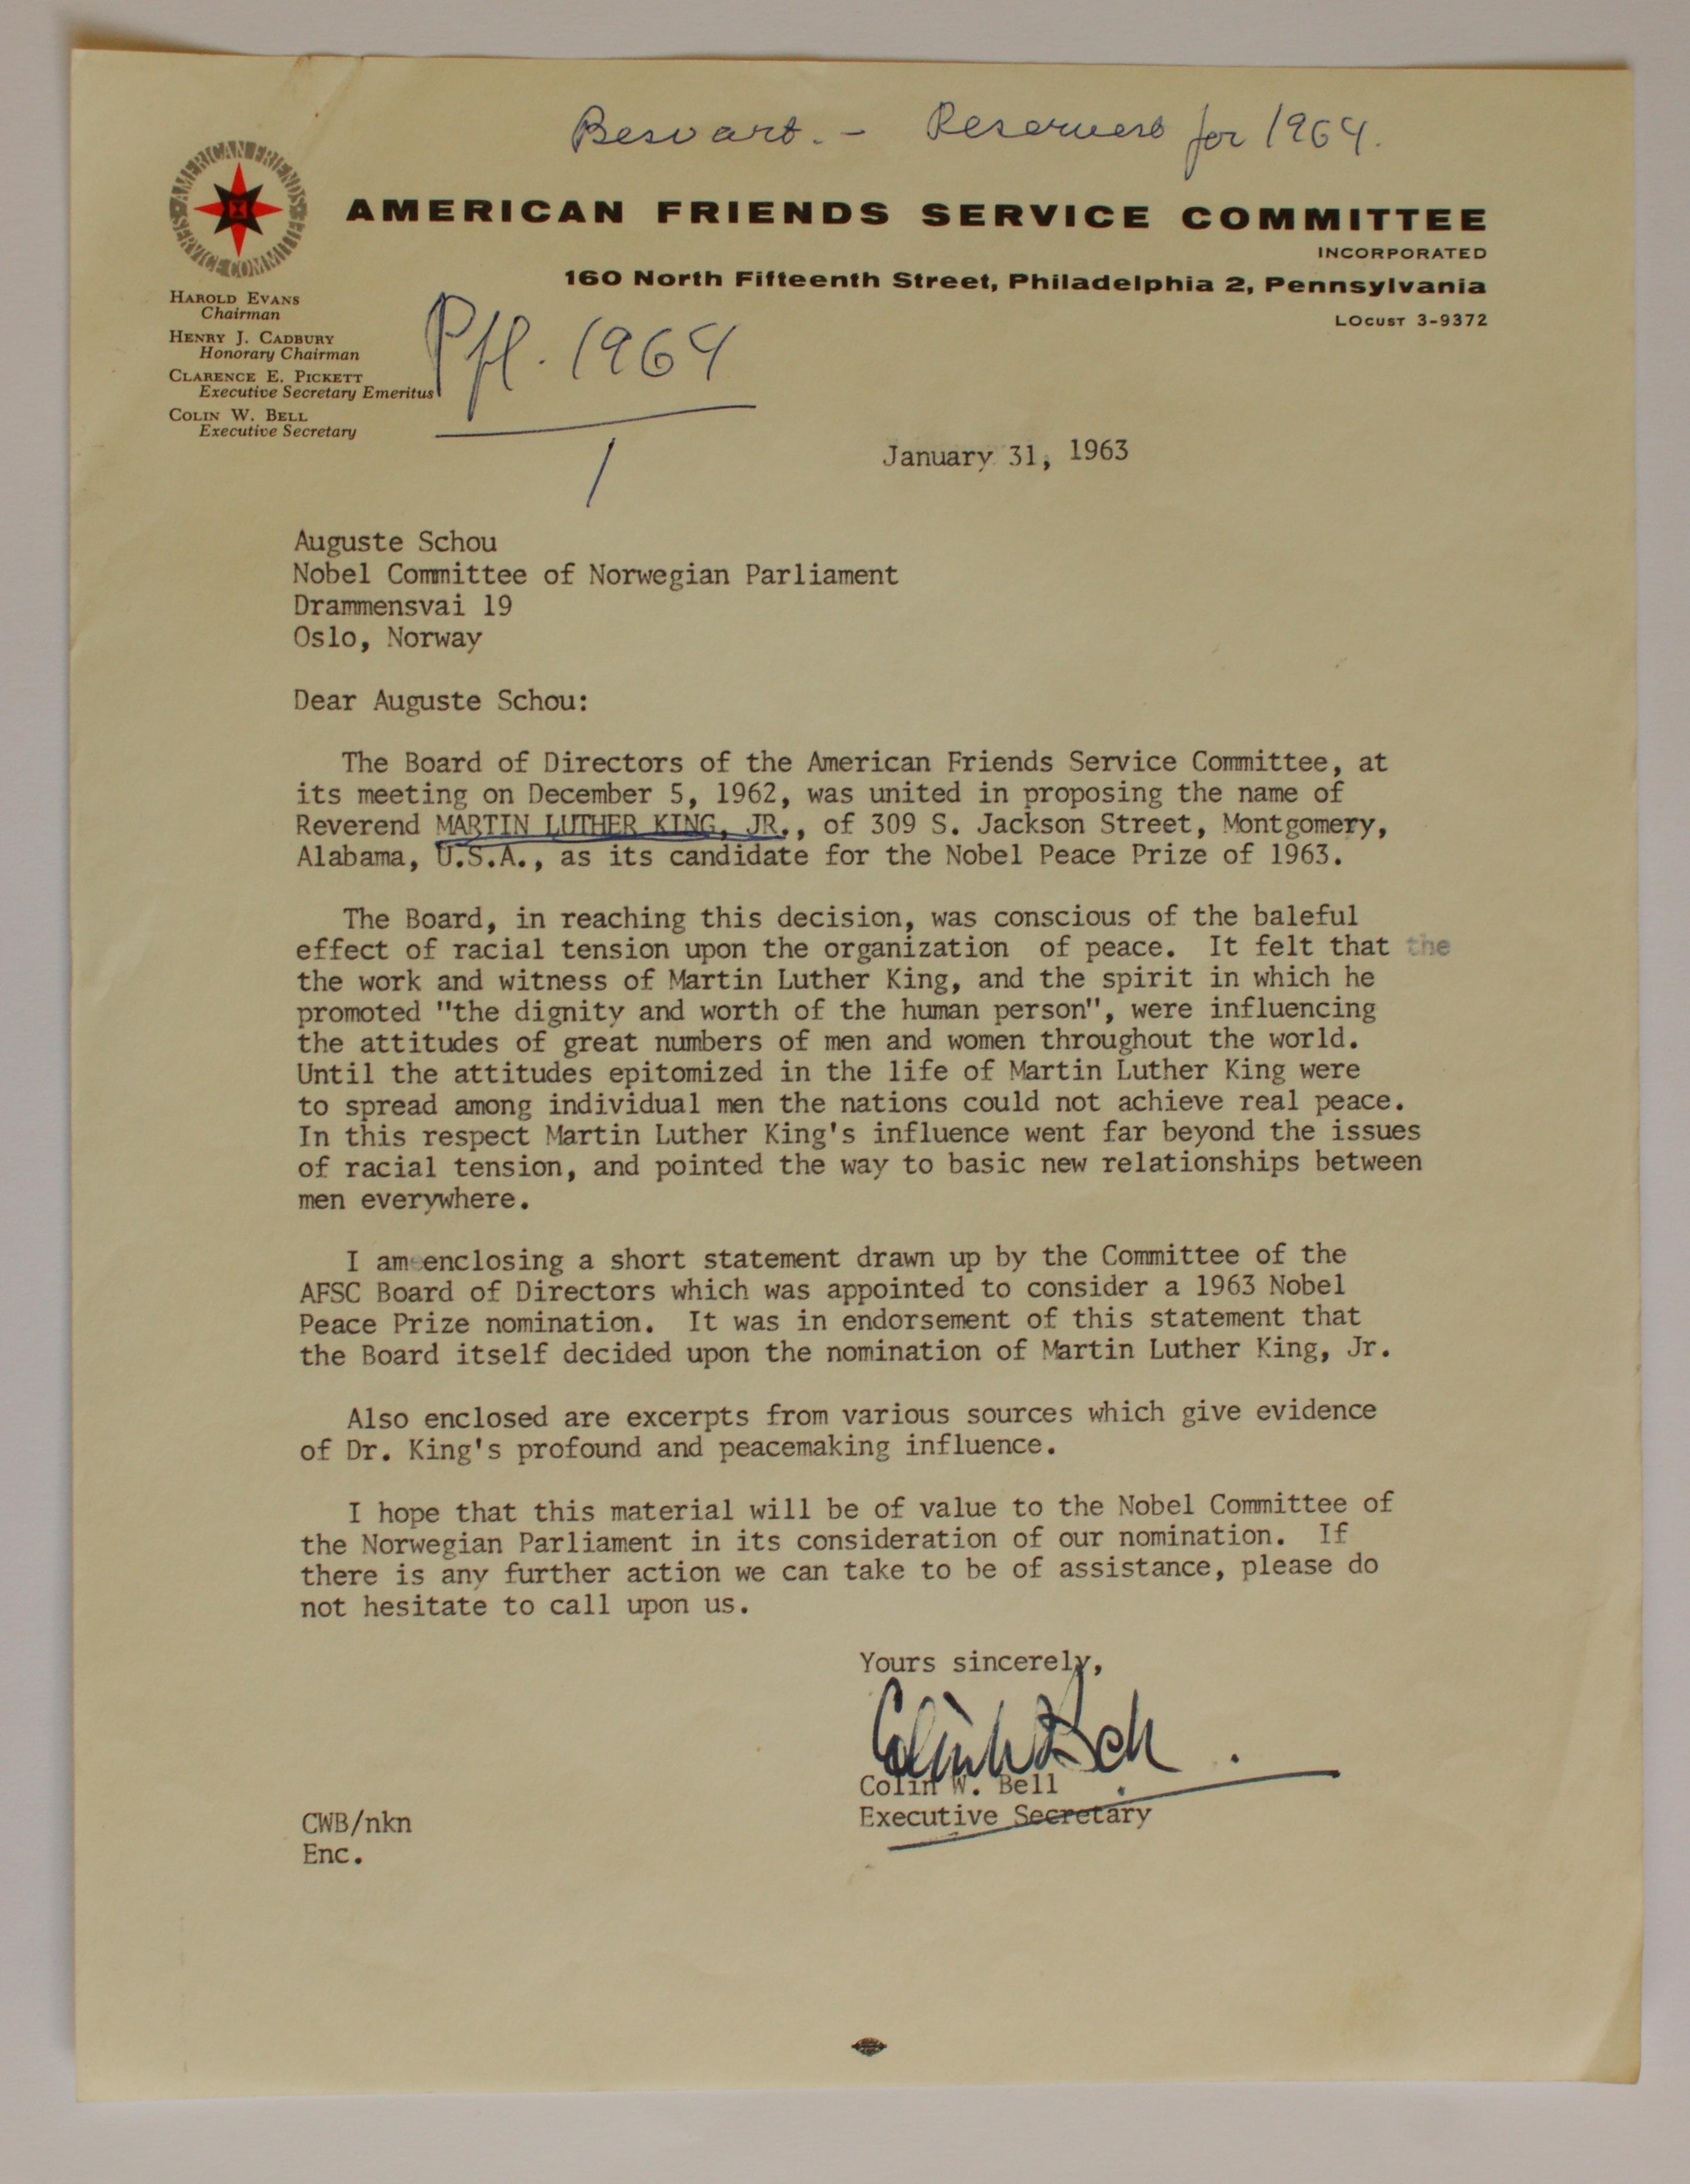 Besvart. - Reservert for 1964.
AMERICAN FRIENDS SERVICE COMMITTEE
AMERICAN FRIENDS SERVICE COMMITTEE
INCORPORATED
160 North Fifteenth Street, Philadelphia 2, Pennsylvania
LOCUST 3-9372
HAROLD EVANS
Chairman
HENRY J. CADBURY
Honorary Chairman
CLARENCE E. PICKETT
Executive Secretary Emeritus
COLIN W. BELL
Executive Secretary
Pfl. 1964
1
January 31, 1963
Auguste Schou
Nobel Committee of Norwegian Parliament
Drammensvai 19
Oslo, Norway
Dear Auguste Schou:
The Board of Directors of the American Friends Service Committee, at
its meeting on December 5, 1962, was united in proposing the name of
Reverend MARTIN LUTHER KING, JR., of 309 S. Jackson Street, Montgomery,
Alabama, U.S.A., as its candidate for the Nobel Peace Prize of 1963.
The Board, in reaching this decision, was conscious of the baleful
effect of racial tension upon the organization of peace. It felt that the
the work and witness of Martin Luther King, and the spirit in which he
promoted "the dignity and worth of the human person", were influencing
the attitudes of great numbers of men and women throughout the world.
Until the attitudes epitomized in the life of Martin Luther King were
to spread among individual men the nations could not achieve real peace.
In this respect Martin Luther King's influence went far beyond the issues
of racial tension, and pointed the way to basic new relationships between
men everywhere.
I am enclosing a short statement drawn up by the Committee of the
AFSC Board of Directors which was appointed to consider a 1963 Nobel
Peace Prize nomination. It was in endorsement of this statement that
the Board itself decided upon the nomination of Martin Luther King, Jr.
Also enclosed are excerpts from various sources which give evidence
of Dr. King's profound and peacemaking influence.
I hope that this material will be of value to the Nobel Committee of
the Norwegian Parliament in its consideration of our nomination. If
there is any further action we can take to be of assistance, please do
not hesitate to call upon us.
Yours sincerely,
Colin W Bell
Colin W. Bell
Executive Secretary
CWB/nkn
Enc.